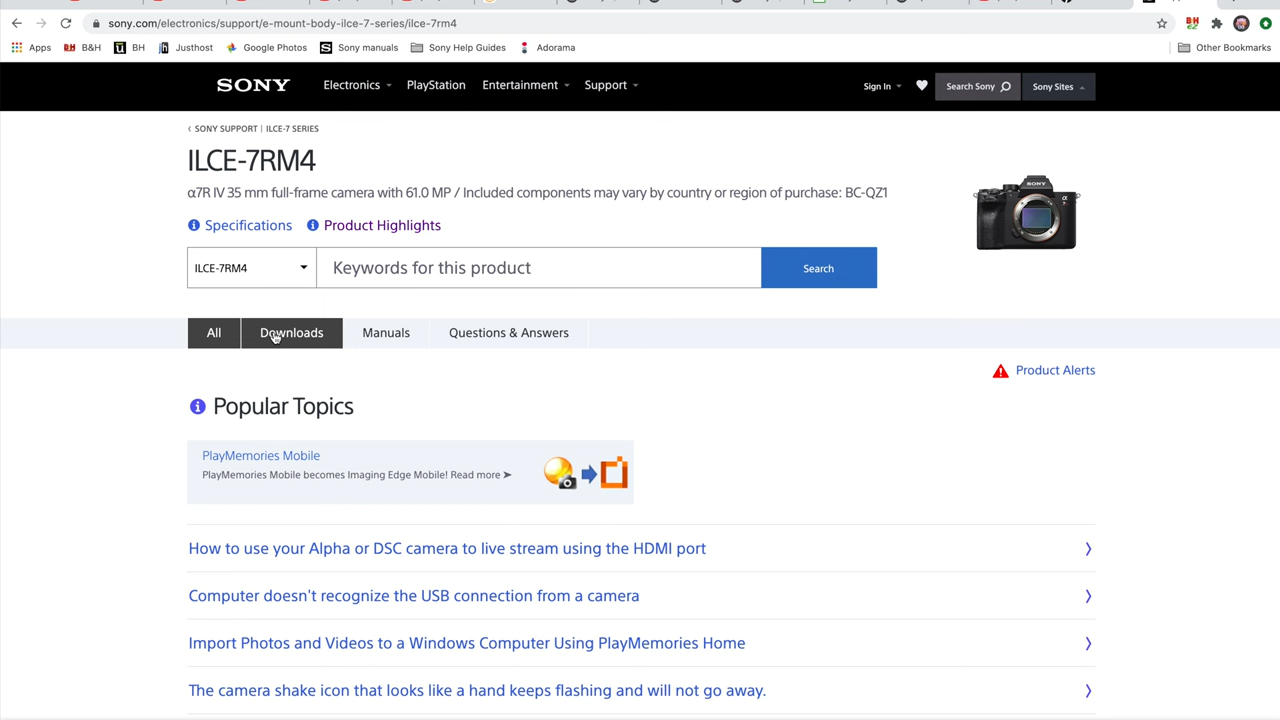 sony.com/electronics/support/e-mount-body-ilce-7-series/ilce-7rm4
Apps B&H BH Justhost Google Photos Sony manuals Sony Help Guides Adorama Other Bookmarks
SONY Electronics PlayStation Entertainment Support Sign In Search Sony Sony Sites
‹ SONY SUPPORT | ILCE-7 SERIES
ILCE-7RM4
α7R IV 35 mm full-frame camera with 61.0 MP / Included components may vary by country or region of purchase: BC-QZ1
Specifications Product Highlights
ILCE-7RM4 Keywords for this product Search
All Downloads Manuals Questions & Answers
Product Alerts
Popular Topics
PlayMemories Mobile
PlayMemories Mobile becomes Imaging Edge Mobile! Read more ➤
How to use your Alpha or DSC camera to live stream using the HDMI port
Computer doesn't recognize the USB connection from a camera
Import Photos and Videos to a Windows Computer Using PlayMemories Home
The camera shake icon that looks like a hand keeps flashing and will not go away.